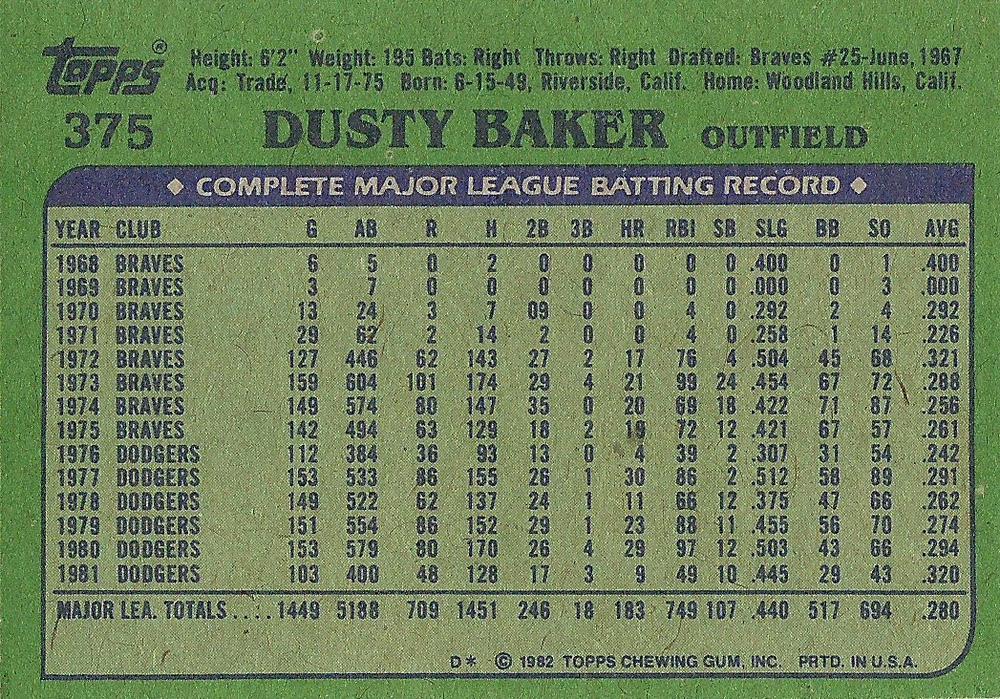 Topps® Height: 6'2" Weight: 195 Bats: Right Throws: Right Drafted: Braves #25-June, 1967
Acq: Trade, 11-17-75 Born: 6-15-49, Riverside, Calif. Home: Woodland Hills, Calif.
375 DUSTY BAKER OUTFIELD
◆ COMPLETE MAJOR LEAGUE BATTING RECORD ◆
YEAR CLUB G AB R H 2B 3B HR RBI SB SLG BB SO AVG
1968 BRAVES 6 5 0 2 0 0 0 0 0 .400 0 1 .400
1969 BRAVES 3 7 0 0 0 0 0 0 0 .000 0 3 .000
1970 BRAVES 13 24 3 7 09 0 0 4 0 .292 2 4 .292
1971 BRAVES 29 62 2 14 2 0 0 4 0 .258 1 14 .226
1972 BRAVES 127 446 62 143 27 2 17 76 4 .504 45 68 .321
1973 BRAVES 159 604 101 174 29 4 21 99 24 .454 67 72 .288
1974 BRAVES 149 574 80 147 35 0 20 69 18 .422 71 87 .256
1975 BRAVES 142 494 63 129 18 2 19 72 12 .421 67 57 .261
1976 DODGERS 112 384 36 93 13 0 4 39 2 .307 31 54 .242
1977 DODGERS 153 533 86 155 26 1 30 86 2 .512 58 89 .291
1978 DODGERS 149 522 62 137 24 1 11 66 12 .375 47 66 .262
1979 DODGERS 151 554 86 152 29 1 23 88 11 .455 56 70 .274
1980 DODGERS 153 579 80 170 26 4 29 97 12 .503 43 66 .294
1981 DODGERS 103 400 48 128 17 3 9 49 10 .445 29 43 .320
MAJOR LEA. TOTALS .... 1449 5188 709 1451 246 18 183 749 107 .440 517 694 .280
D* © 1982 TOPPS CHEWING GUM, INC. PRTD. IN U.S.A.